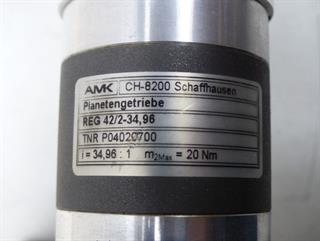 AMK CH-8200 Schaffhausen
Planetengetriebe
REG 42/2-34,96
TNR P04020700
i = 34,96 : 1 m2Max = 20 Nm